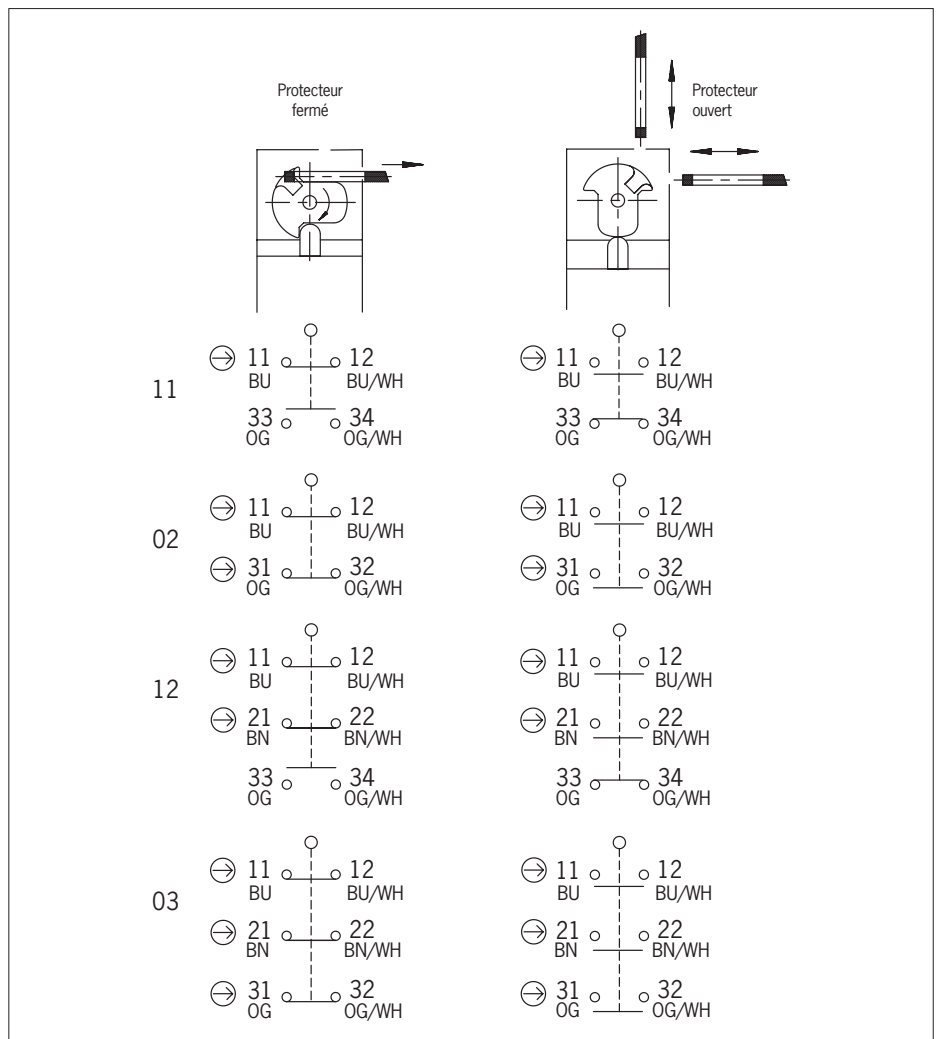 Protecteur
fermé
Protecteur
ouvert
11
11 12
BU BU/WH
33 34
OG OG/WH
11 12
BU BU/WH
33 34
OG OG/WH
02
11 12
BU BU/WH
31 32
OG OG/WH
11 12
BU BU/WH
31 32
OG OG/WH
12
11 12
BU BU/WH
21 22
BN BN/WH
33 34
OG OG/WH
11 12
BU BU/WH
21 22
BN BN/WH
33 34
OG OG/WH
03
11 12
BU BU/WH
21 22
BN BN/WH
31 32
OG OG/WH
11 12
BU BU/WH
21 22
BN BN/WH
31 32
OG OG/WH